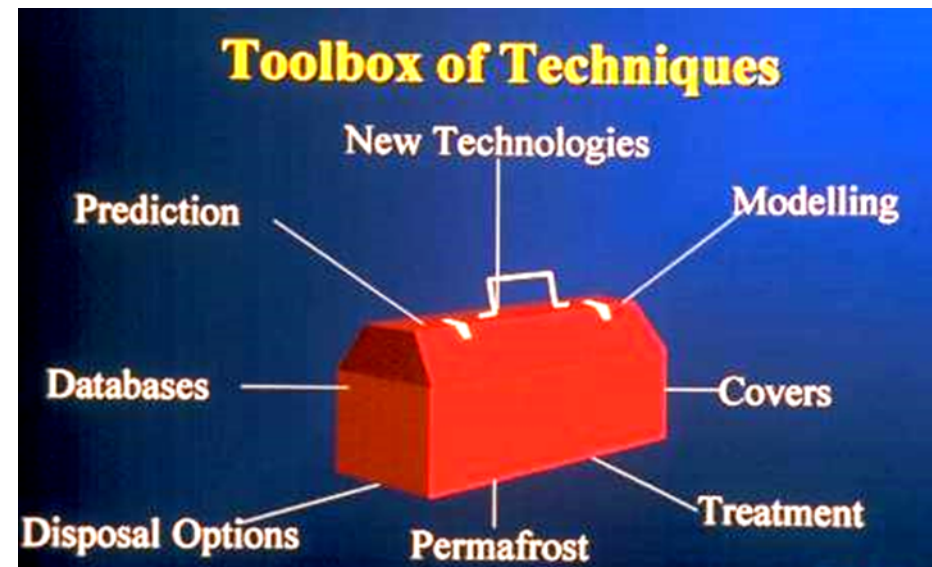 Toolbox of Techniques
New Technologies
Prediction
Modelling
Databases
Covers
Disposal Options
Permafrost
Treatment